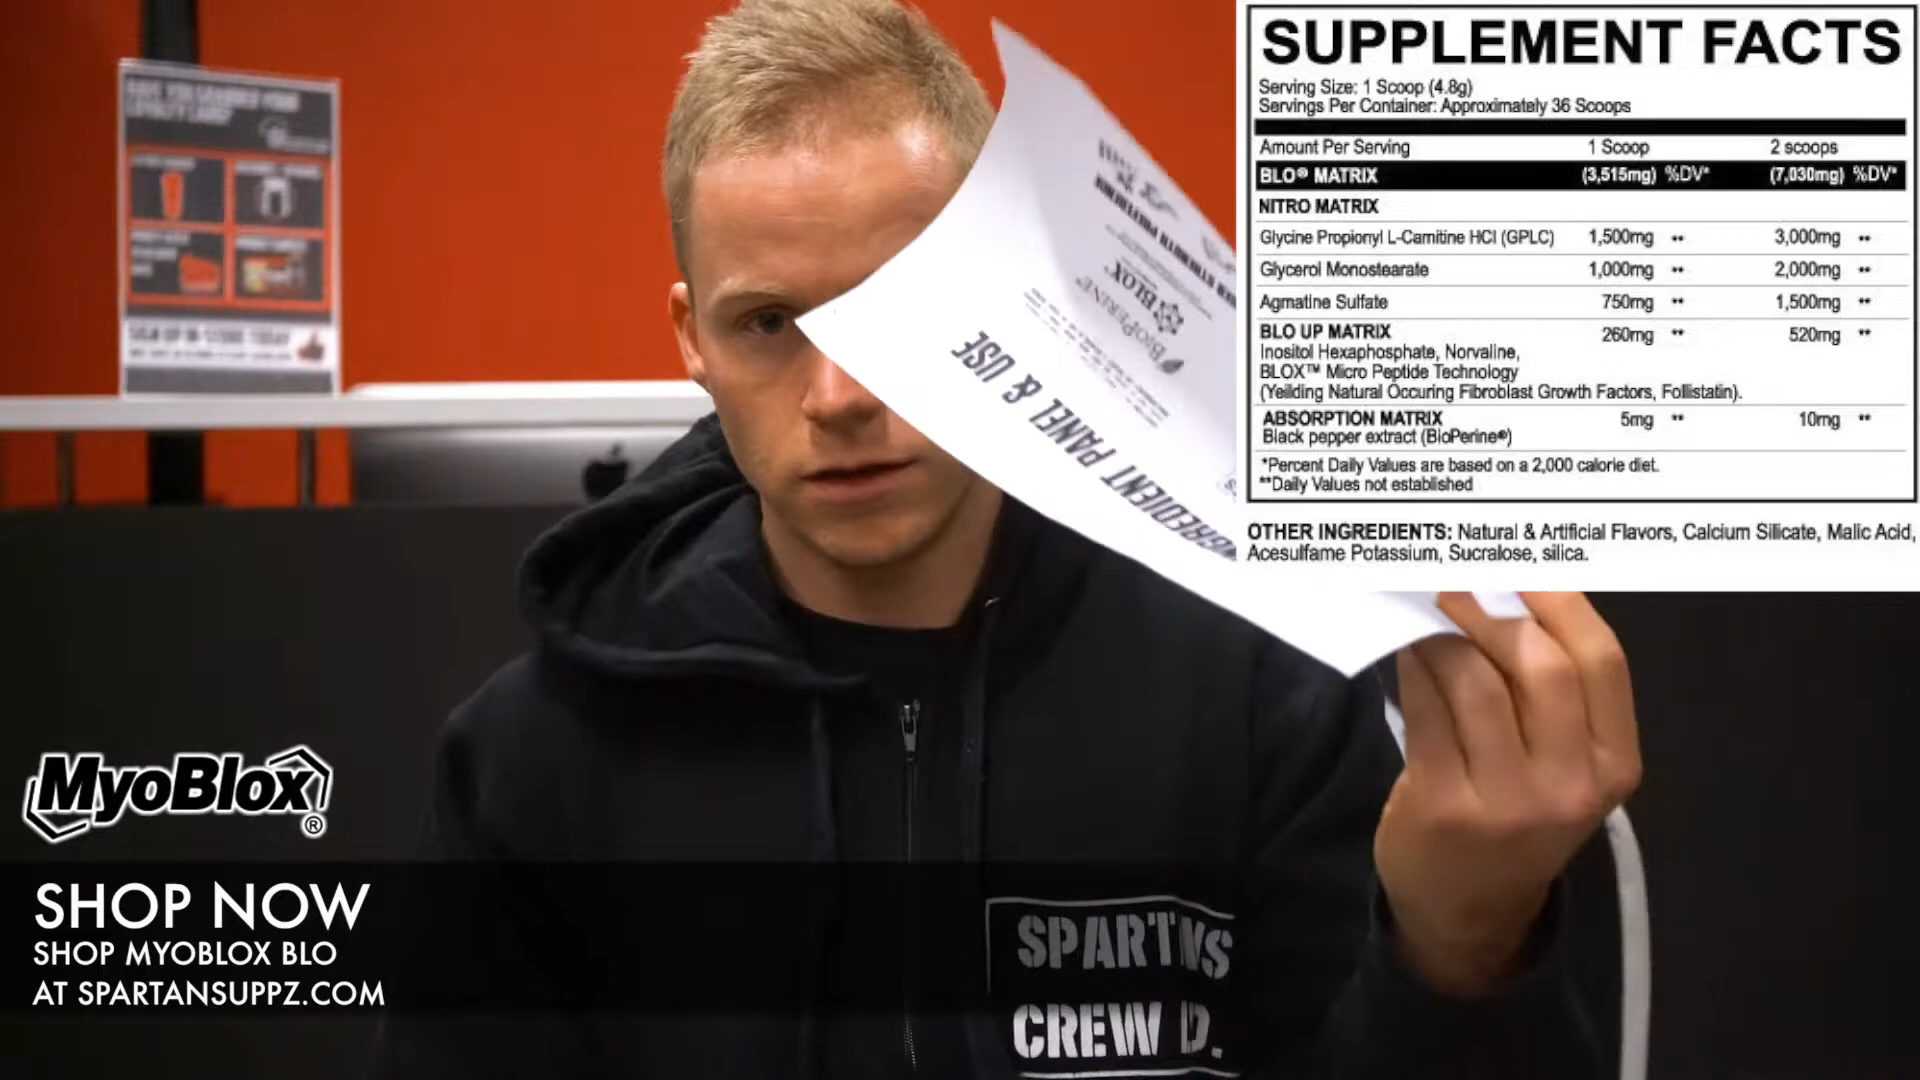 SUPPLEMENT FACTS
Serving Size: 1 Scoop (4.8g)
Servings Per Container: Approximately 36 Scoops
Amount Per Serving 1 Scoop 2 scoops
BLO® MATRIX (3,515mg) %DV* (7,030mg) %DV*
NITRO MATRIX
Glycine Propionyl L-Carnitine HCl (GPLC) 1,500mg ** 3,000mg **
Glycerol Monostearate 1,000mg ** 2,000mg **
Agmatine Sulfate 750mg ** 1,500mg **
BLO UP MATRIX 260mg ** 520mg **
Inositol Hexaphosphate, Norvaline,
BLOX™ Micro Peptide Technology
(Yeilding Natural Occuring Fibroblast Growth Factors, Follistatin).
ABSORPTION MATRIX 5mg ** 10mg **
Black pepper extract (BioPerine®)
*Percent Daily Values are based on a 2,000 calorie diet.
**Daily Values not established
OTHER INGREDIENTS: Natural & Artificial Flavors, Calcium Silicate, Malic Acid,
Acesulfame Potassium, Sucralose, silica.
BLOX
BIOPERINE®
INGREDIENT PANEL & USE
MyoBlox®
SHOP NOW
SHOP MYOBLOX BLO
AT SPARTANSUPPZ.COM
SPARTANS
CREW